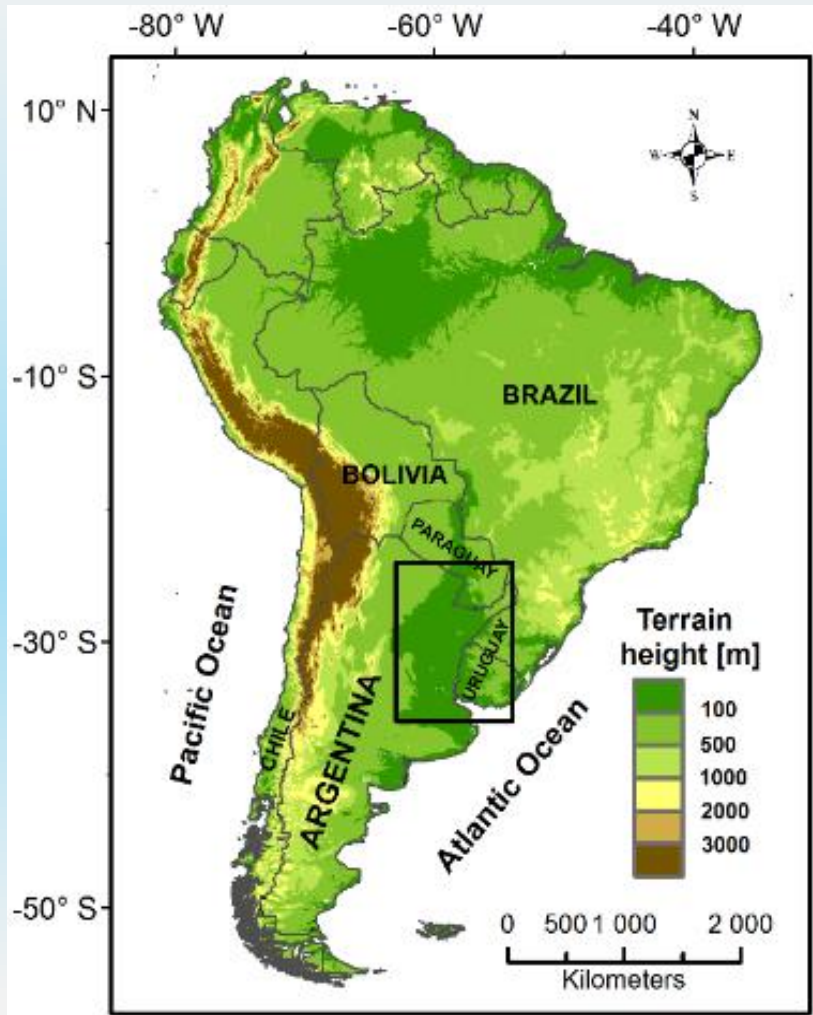 -80° W
-60° W
-40° W
10° N
N
W
E
S
-10° S
BRAZIL
BOLIVIA
PARAGUAY
-30° S
URUGUAY
Pacific Ocean
CHILE
ARGENTINA
Atlantic Ocean
Terrain
height [m]
100
500
1000
2000
3000
-50° S
0 500 1 000 2 000
Kilometers